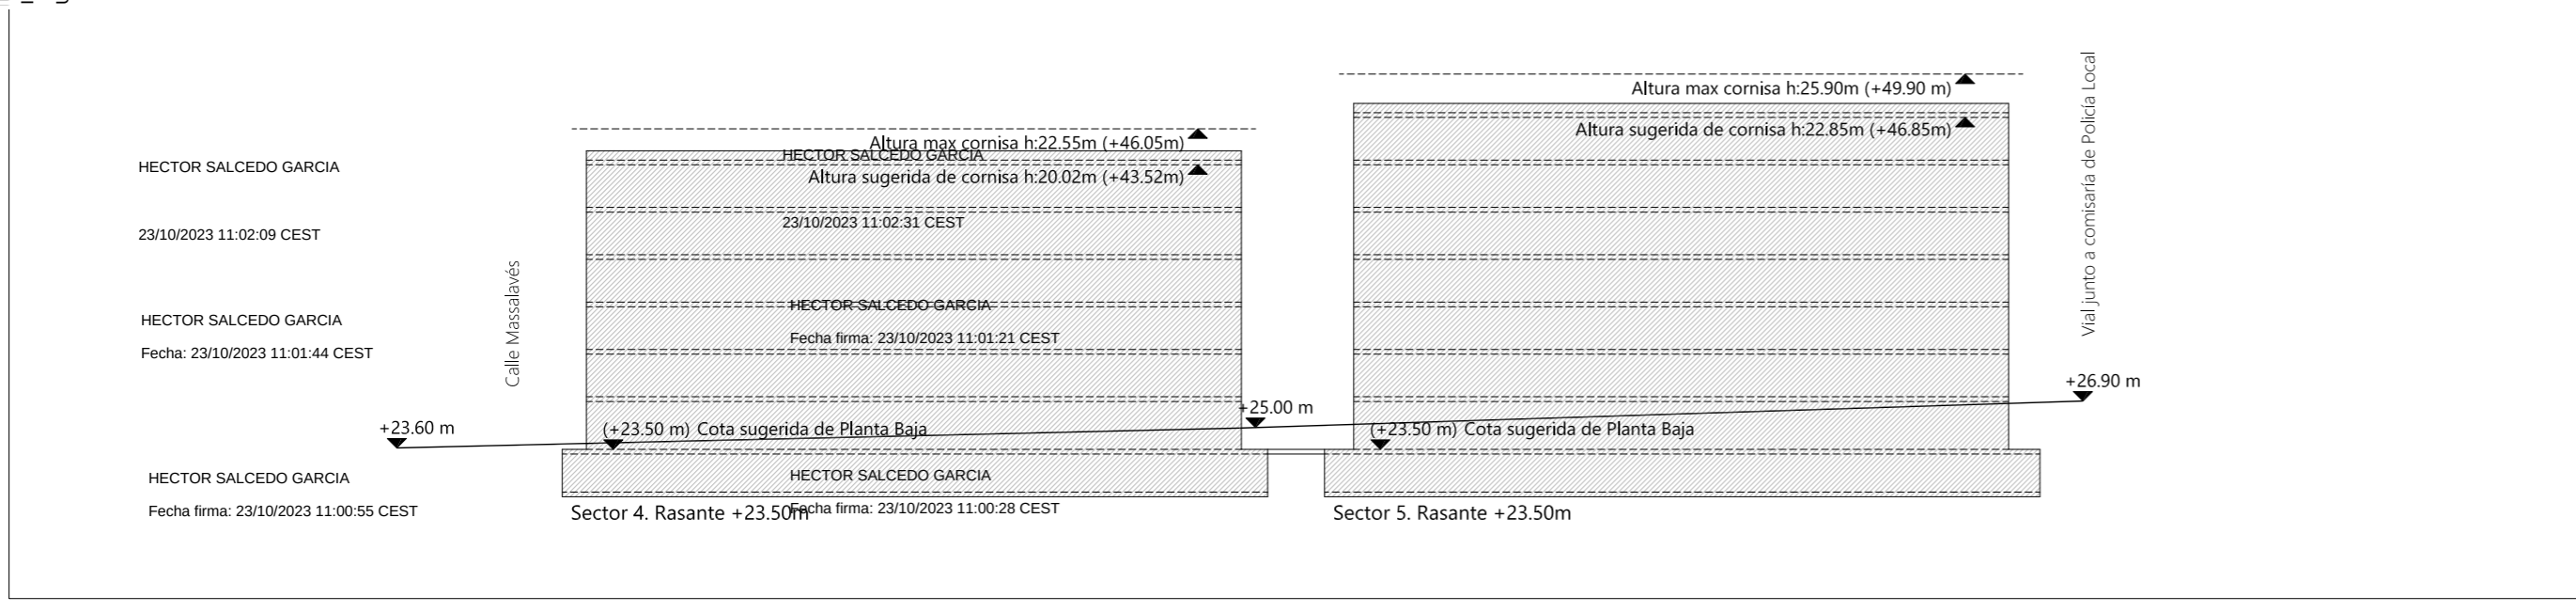 Altura max cornisa h:25.90m (+49.90 m)
Altura sugerida de cornisa h:22.85m (+46.85m)
Vial junto a comisaría de Policía Local
Altura max cornisa h:22.55m (+46.05m)
HECTOR SALCEDO GARCIA
HECTOR SALCEDO GARCIA
Altura sugerida de cornisa h:20.02m (+43.52m)
23/10/2023 11:02:31 CEST
23/10/2023 11:02:09 CEST
Calle Massalavés
HECTOR SALCEDO GARCIA
HECTOR SALCEDO GARCIA
Fecha firma: 23/10/2023 11:01:21 CEST
Fecha: 23/10/2023 11:01:44 CEST
+26.90 m
+25.00 m
+23.60 m
(+23.50 m) Cota sugerida de Planta Baja
(+23.50 m) Cota sugerida de Planta Baja
HECTOR SALCEDO GARCIA
HECTOR SALCEDO GARCIA
Fecha firma: 23/10/2023 11:00:55 CEST
Fecha firma: 23/10/2023 11:00:28 CEST
Sector 4. Rasante +23.50m
Sector 5. Rasante +23.50m